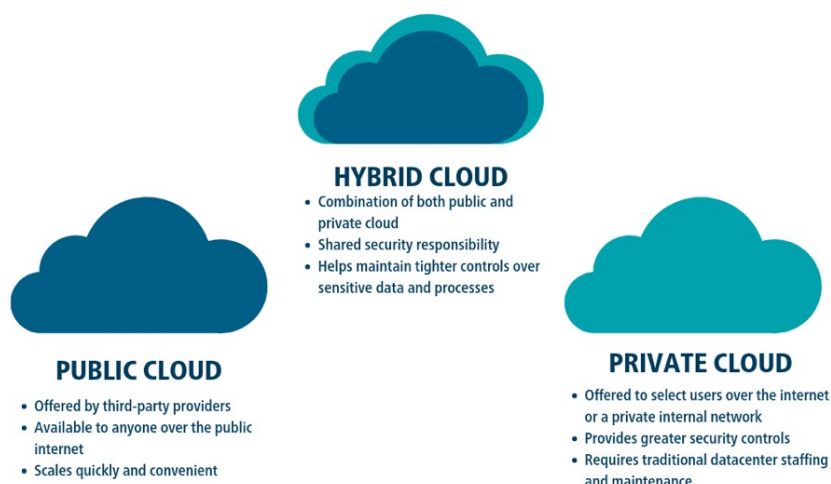 HYBRID CLOUD
• Combination of both public and
private cloud
• Shared security responsibility
• Helps maintain tighter controls over
sensitive data and processes
PUBLIC CLOUD
• Offered by third-party providers
• Available to anyone over the public
internet
• Scales quickly and convenient
PRIVATE CLOUD
• Offered to select users over the internet
or a private internal network
• Provides greater security controls
• Requires traditional datacenter staffing
and maintenance